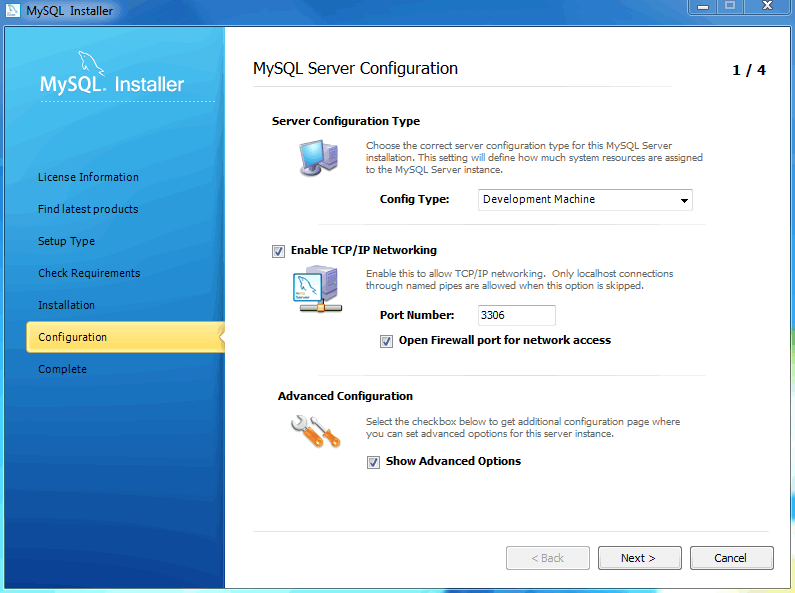 MySQL Installer
MySQL. Installer
License Information
Find latest products
Setup Type
Check Requirements
Installation
Configuration
Complete
MySQL Server Configuration
1 / 4
Server Configuration Type
Choose the correct server configuration type for this MySQL Server
installation. This setting will define how much system resources are assigned
to the MySQL Server instance.
Config Type: Development Machine
Enable TCP/IP Networking
Enable this to allow TCP/IP networking. Only localhost connections
through named pipes are allowed when this option is skipped.
Port Number: 3306
Open Firewall port for network access
Advanced Configuration
Select the checkbox below to get additional configuration page where
you can set advanced opotions for this server instance.
Show Advanced Options
< Back Next > Cancel